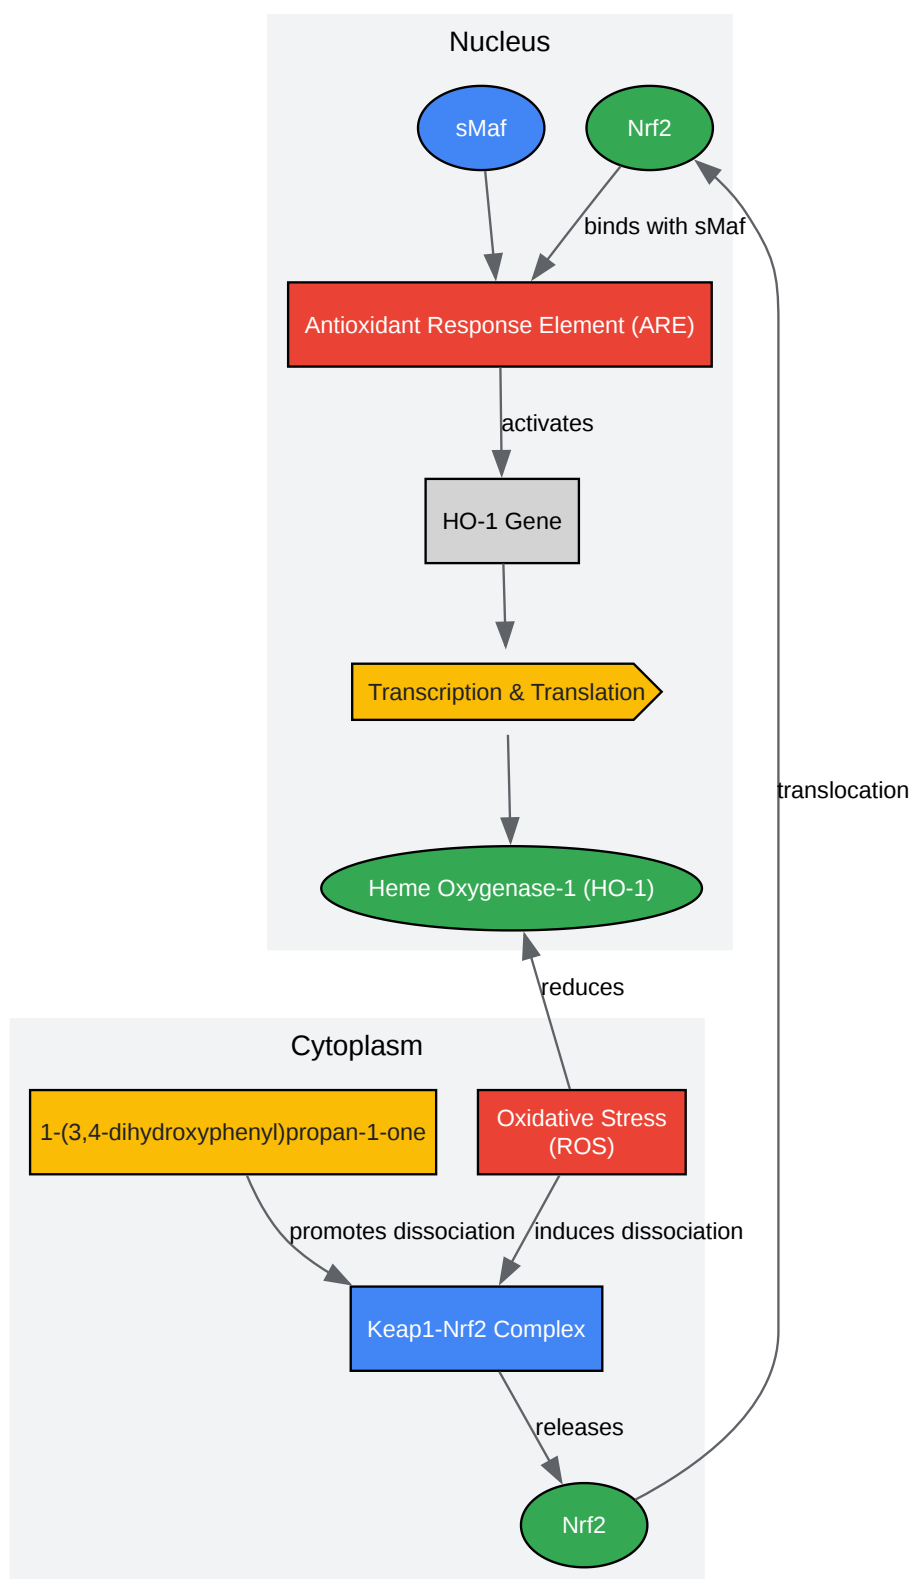 Nucleus
sMaf
Nrf2
binds with sMaf
Antioxidant Response Element (ARE)
activates
HO-1 Gene
Transcription & Translation
translocation
Heme Oxygenase-1 (HO-1)
reduces
Cytoplasm
1-(3,4-dihydroxyphenyl)propan-1-one
Oxidative Stress
(ROS)
promotes dissociation
induces dissociation
Keap1-Nrf2 Complex
releases
Nrf2